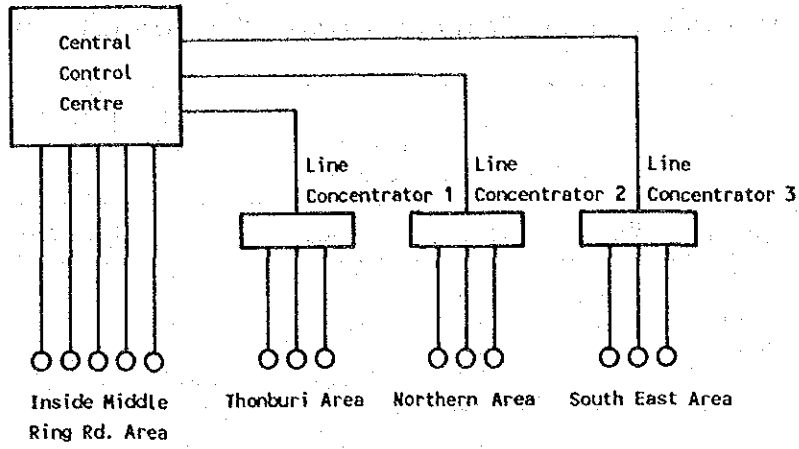 Central
Control
Centre
Line
Concentrator 1
Line
Concentrator 2
Line
Concentrator 3
Inside Middle
Ring Rd. Area
Thonburi Area
Northern Area
South East Area